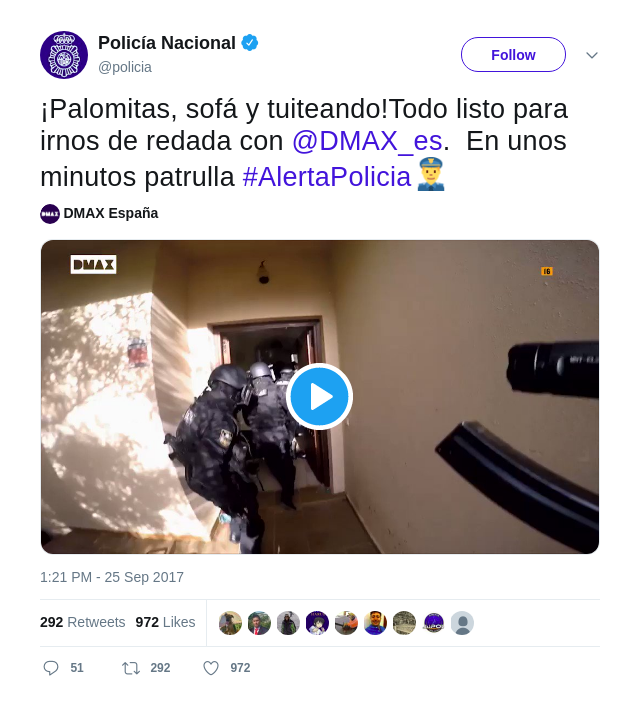 Policía Nacional
@policia
Follow
¡Palomitas, sofá y tuiteando!Todo listo para
irnos de redada con @DMAX_es.  En unos
minutos patrulla #AlertaPolicia
DMAX España
DMAX
16
1:21 PM - 25 Sep 2017
292 Retweets 972 Likes
51 292 972